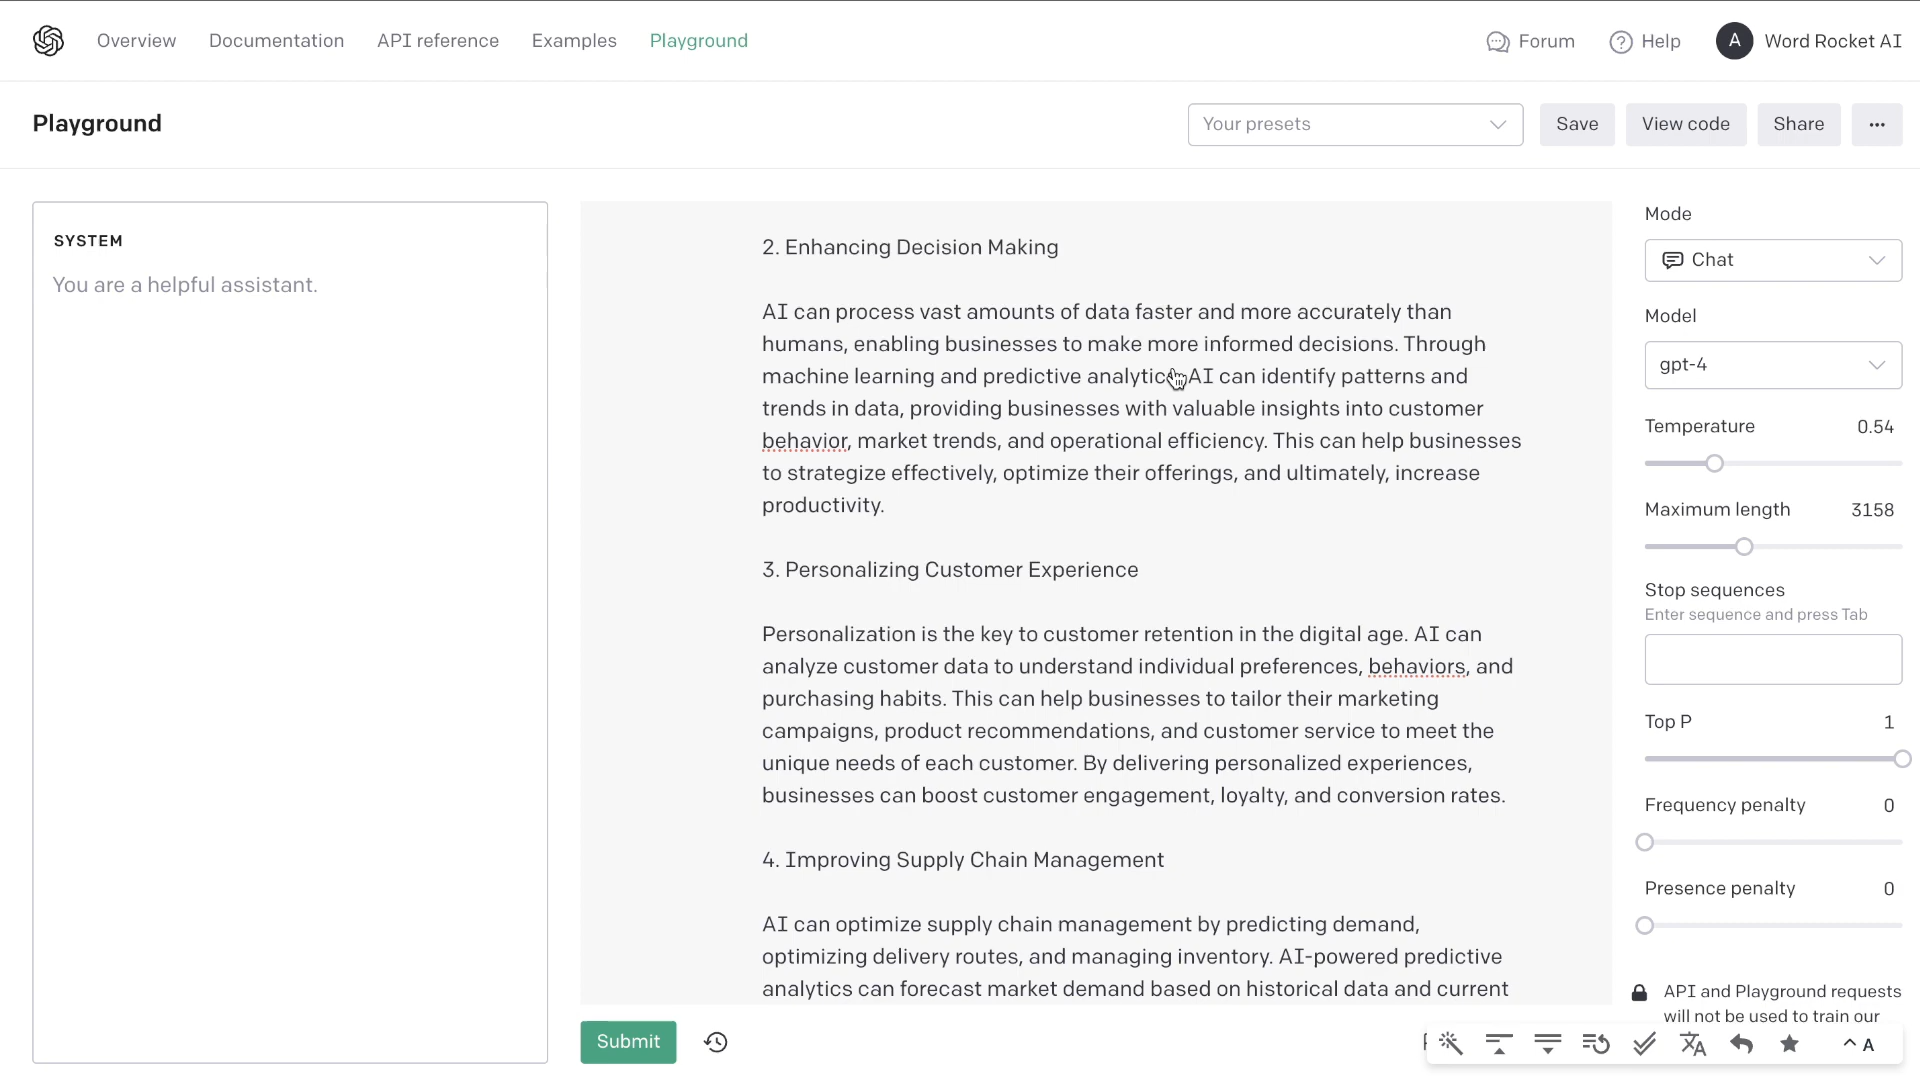 Overview Documentation API reference Examples Playground Forum Help A Word Rocket AI
Playground
Your presets
Save
View code
Share
SYSTEM
You are a helpful assistant.
2. Enhancing Decision Making
AI can process vast amounts of data faster and more accurately than
humans, enabling businesses to make more informed decisions. Through
machine learning and predictive AI can identify patterns and
trends in data, providing businesses with valuable insights into customer
behavior, market trends, and operational efficiency. This can help businesses
to strategize effectively, optimize their offerings, and ultimately, increase
productivity.
3. Personalizing Customer Experience
Personalization is the key to customer retention in the digital age. AI can
analyze customer data to understand individual preferences, behaviors, and
purchasing habits. This can help businesses to tailor their marketing
campaigns, product recommendations, and customer service to meet the
unique needs of each customer. By delivering personalized experiences,
businesses can boost customer engagement, loyalty, and conversion rates.
4. Improving Supply Chain Management
AI can optimize supply chain management by predicting demand,
optimizing delivery routes, and managing inventory. AI-powered predictive
analytics can forecast market demand based on historical data and current
Submit
Mode
Chat
Model
gpt-4
Temperature 0.54
Maximum length 3158
Stop sequences
Enter sequence and press Tab
Top P 1
Frequency penalty 0
Presence penalty 0
API and Playground requests
will not be used to train our
A